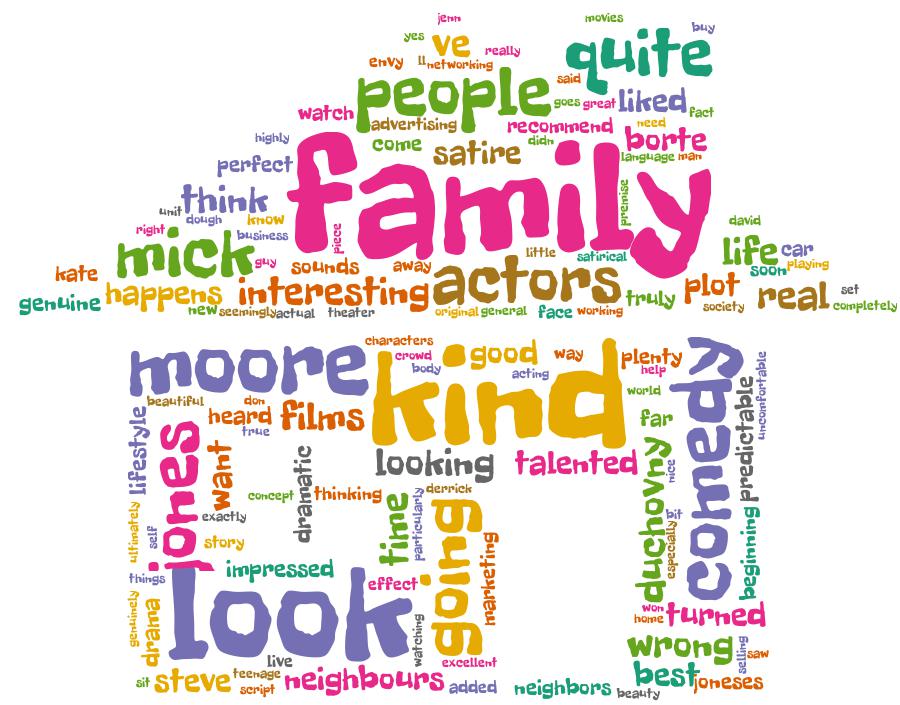 jenn
movies
yes
ve
really
quite
buy
envy
ll
networking
said
people
goes
great
liked
fact
watch
advertising
recommend
need
highly
come
satire
didn
borte
language
man
perfect
family
premise
think
unit
dough
know
david
right
business
piece
mick
guy
sounds
away
little
satirical
life
car
soon
playing
kate
happens
interesting
actors
truly
plot
real
set
genuine
new
seemingly
actual
theater
original
general
face
working
society
completely
characters
moore
crowd
body
good
way
plenty
comedy
kind
acting
help
world
beautiful
don
heard
true
films
far
lifestyle
jones
want
dramatic
looking
talented
predictable
uncomfortable
concept
thinking
derrick
duchovny
nice
exactly
time
particularly
going
bit
especially
ultimately
self
story
marketing
beginning
things
impressed
effect
look
won
home
turned
genuinely
drama
watching
wrong
selling
saw
live
excellent
sit
steve
teenage
script
neighbours
added
neighbors
beauty
best
joneses